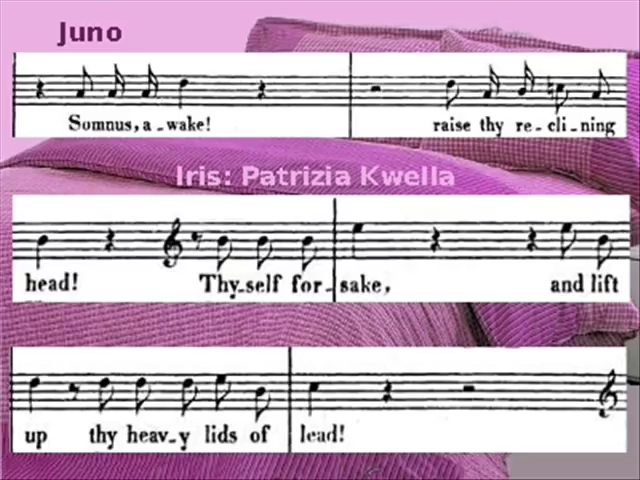 Juno
Somnus, a-wake! raise thy re-cli-ning
Iris: Patrizia Kwella
head! Thy-self for-sake, and lift
up thy heav-y lids of lead!